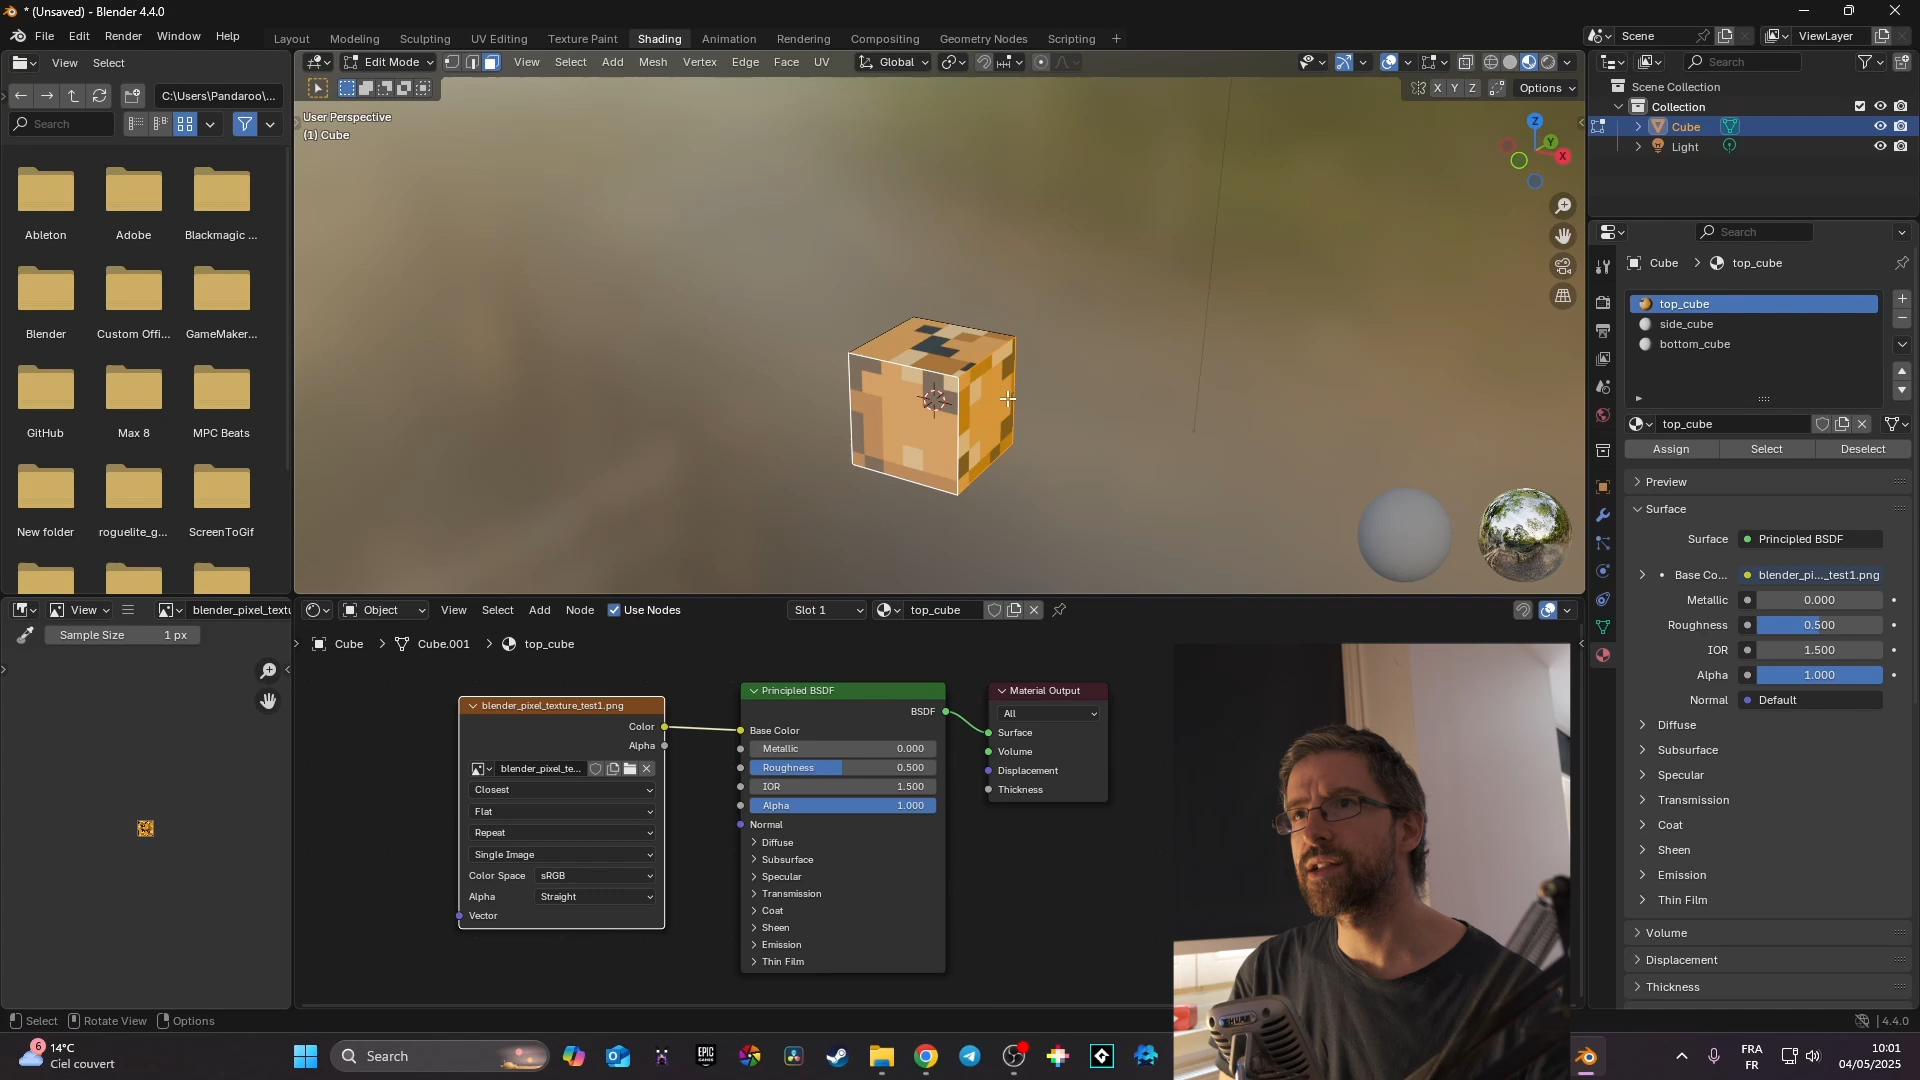 * (Unsaved) - Blender 4.4.0
File Edit Render Window Help
Layout Modeling Sculpting UV Editing Texture Paint Shading Animation Rendering Compositing Geometry Nodes Scripting +
Scene ViewLayer
View Select
Edit Mode View Select Add Mesh Vertex Edge Face UV Global
Search
C:\Users\Pandaroo\...
X Y Z Options
Search
User Perspective
(1) Cube
Z
Y
X
Scene Collection
Collection
Cube
Light
Ableton Adobe Blackmagic ...
Blender Custom Offi... GameMaker...
GitHub Max 8 MPC Beats
New folder roguelite_g... ScreenToGif
Search
Cube > top_cube
top_cube
side_cube
bottom_cube
top_cube
Assign Select Deselect
Preview
Surface
Surface Principled BSDF
Base Co... blender_pi..._test1.png
Metallic 0.000
Roughness 0.500
IOR 1.500
Alpha 1.000
Normal Default
Diffuse
Subsurface
Specular
Transmission
Coat
Sheen
Emission
Thin Film
Volume
Displacement
Thickness
View blender_pixel_textu
Sample Size 1 px
Object View Select Add Node Use Nodes Slot 1 top_cube
Cube > Cube.001 > top_cube
blender_pixel_texture_test1.png
Color
Alpha
blender_pixel_te...
Closest
Flat
Repeat
Single Image
Color Space sRGB
Alpha Straight
Vector
Principled BSDF
BSDF
Base Color
Metallic 0.000
Roughness 0.500
IOR 1.500
Alpha 1.000
Normal
Diffuse
Subsurface
Specular
Transmission
Coat
Sheen
Emission
Thin Film
Material Output
All
Surface
Volume
Displacement
Thickness
SHURE
Select Rotate View Options
4.4.0
6
14°C
Ciel couvert
Search
EPIC GAMES
FRA
FR
10:01
04/05/2025